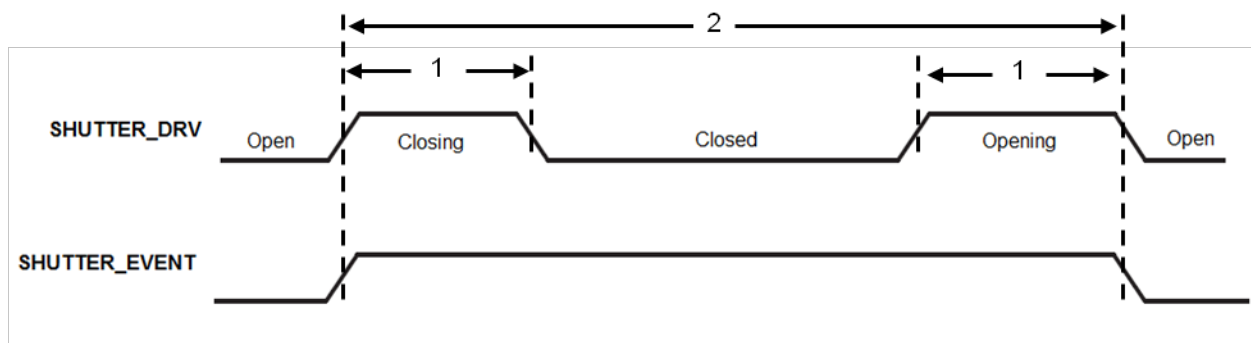 2
1
1
SHUTTER_DRV
Open
Closing
Closed
Opening
Open
SHUTTER_EVENT